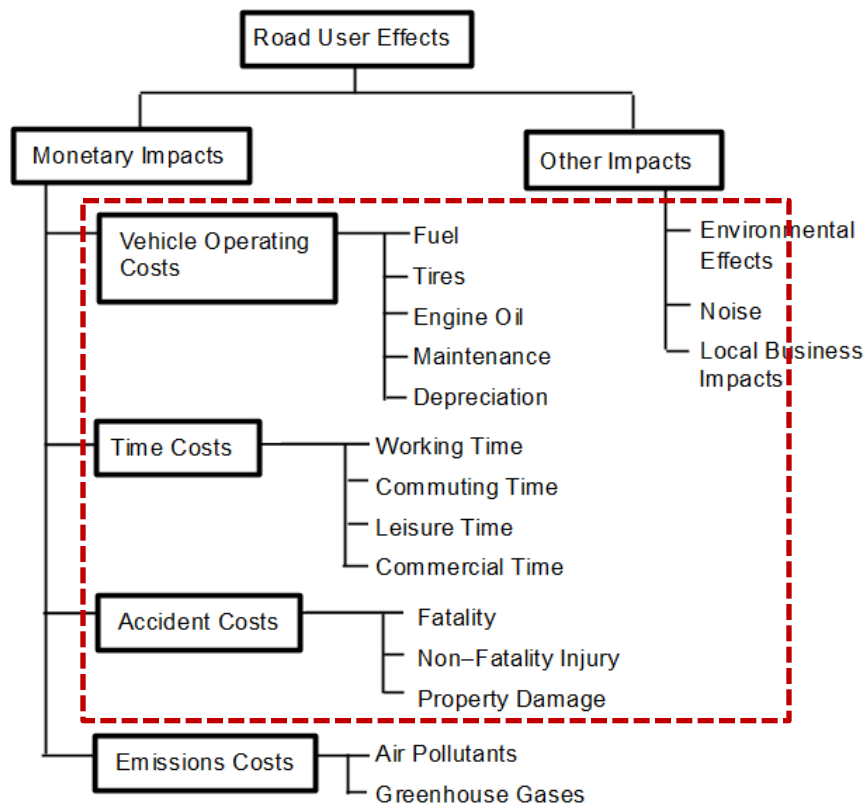 Road User Effects
Monetary Impacts
Other Impacts
Vehicle Operating
Costs
Fuel
Tires
Engine Oil
Maintenance
Depreciation
Environmental
Effects
Noise
Local Business
Impacts
Time Costs
Working Time
Commuting Time
Leisure Time
Commercial Time
Accident Costs
Fatality
Non–Fatality Injury
Property Damage
Emissions Costs
Air Pollutants
Greenhouse Gases